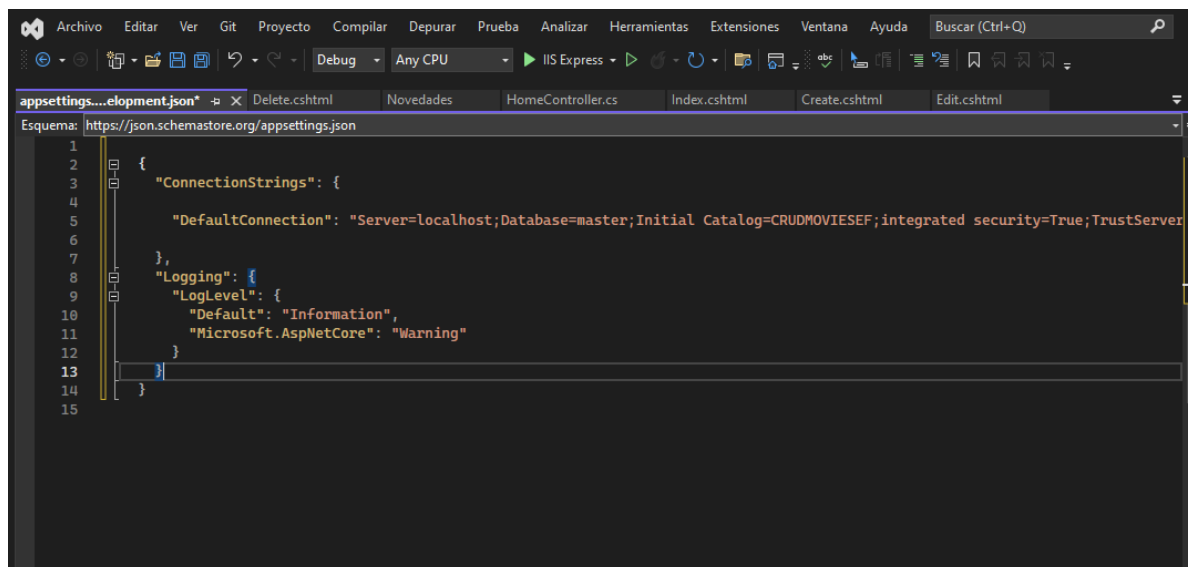 Archivo Editar Ver Git Proyecto Compilar Depurar Prueba Analizar Herramientas Extensiones Ventana Ayuda Buscar (Ctrl+Q)
Debug Any CPU IIS Express abc
appsettings....elopment.json* Delete.cshtml Novedades HomeController.cs Index.cshtml Create.cshtml Edit.cshtml
Esquema: https://json.schemastore.org/appsettings.json
1
2 {
3 "ConnectionStrings": {
4
5 "DefaultConnection": "Server=localhost;Database=master;Initial Catalog=CRUDMOVIESEF;integrated security=True;TrustServer
6
7 },
8 "Logging": {
9 "LogLevel": {
10 "Default": "Information",
11 "Microsoft.AspNetCore": "Warning"
12 }
13 }
14 }
15